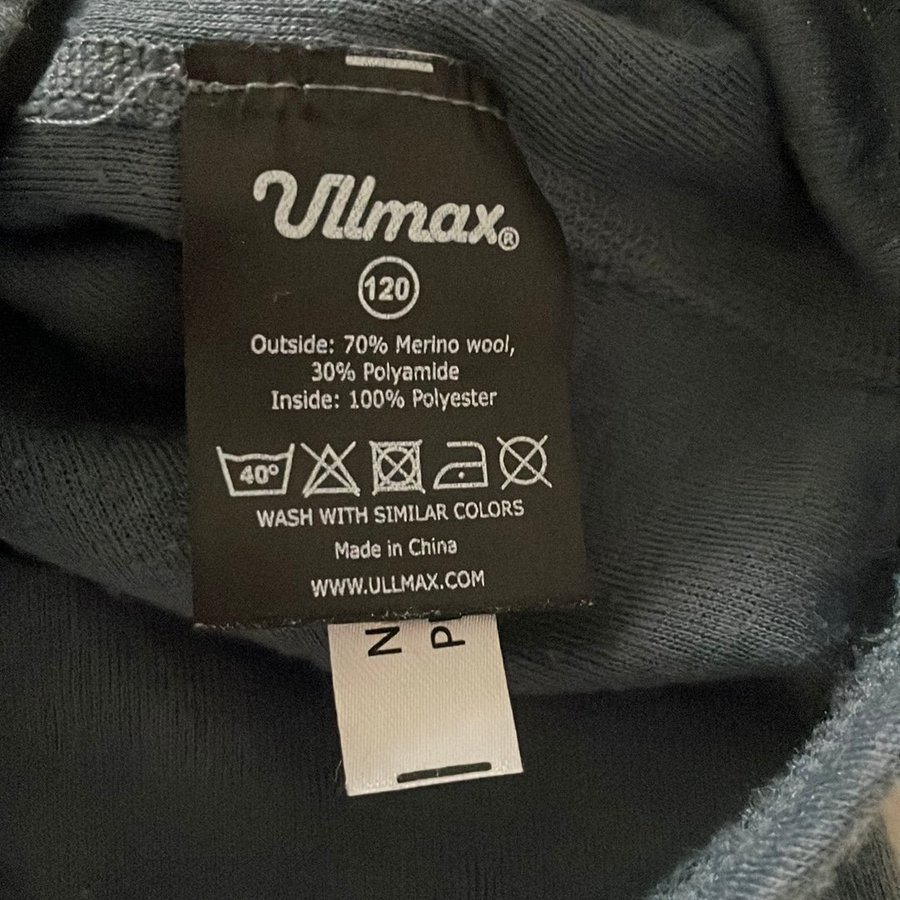 Ullmax®
120
Outside: 70% Merino wool,
30% Polyamide
Inside: 100% Polyester
40°
WASH WITH SIMILAR COLORS
Made in China
WWW.ULLMAX.COM